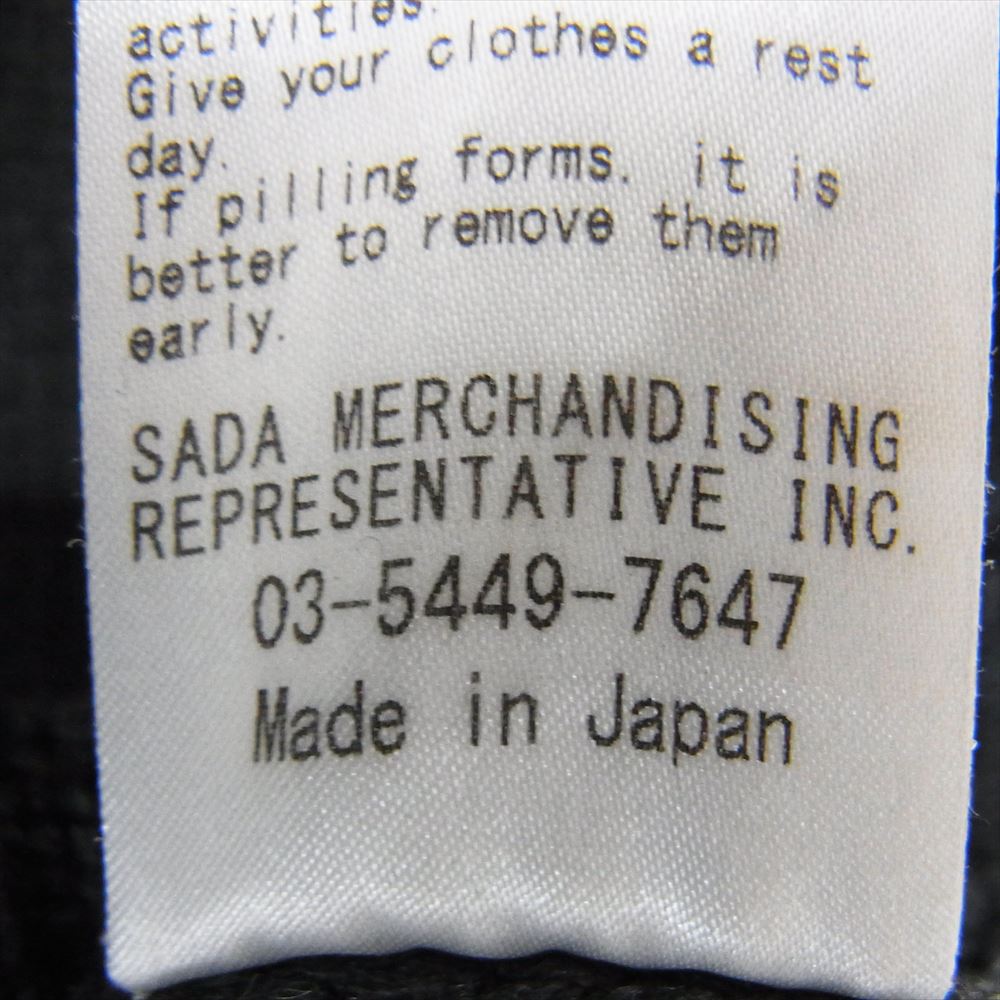 activities.
Give your clothes a rest
day.
If pilling forms. it is
better to remove them
early.
SADA MERCHANDISING
REPRESENTATIVE INC.
03-5449-7647
Made in Japan